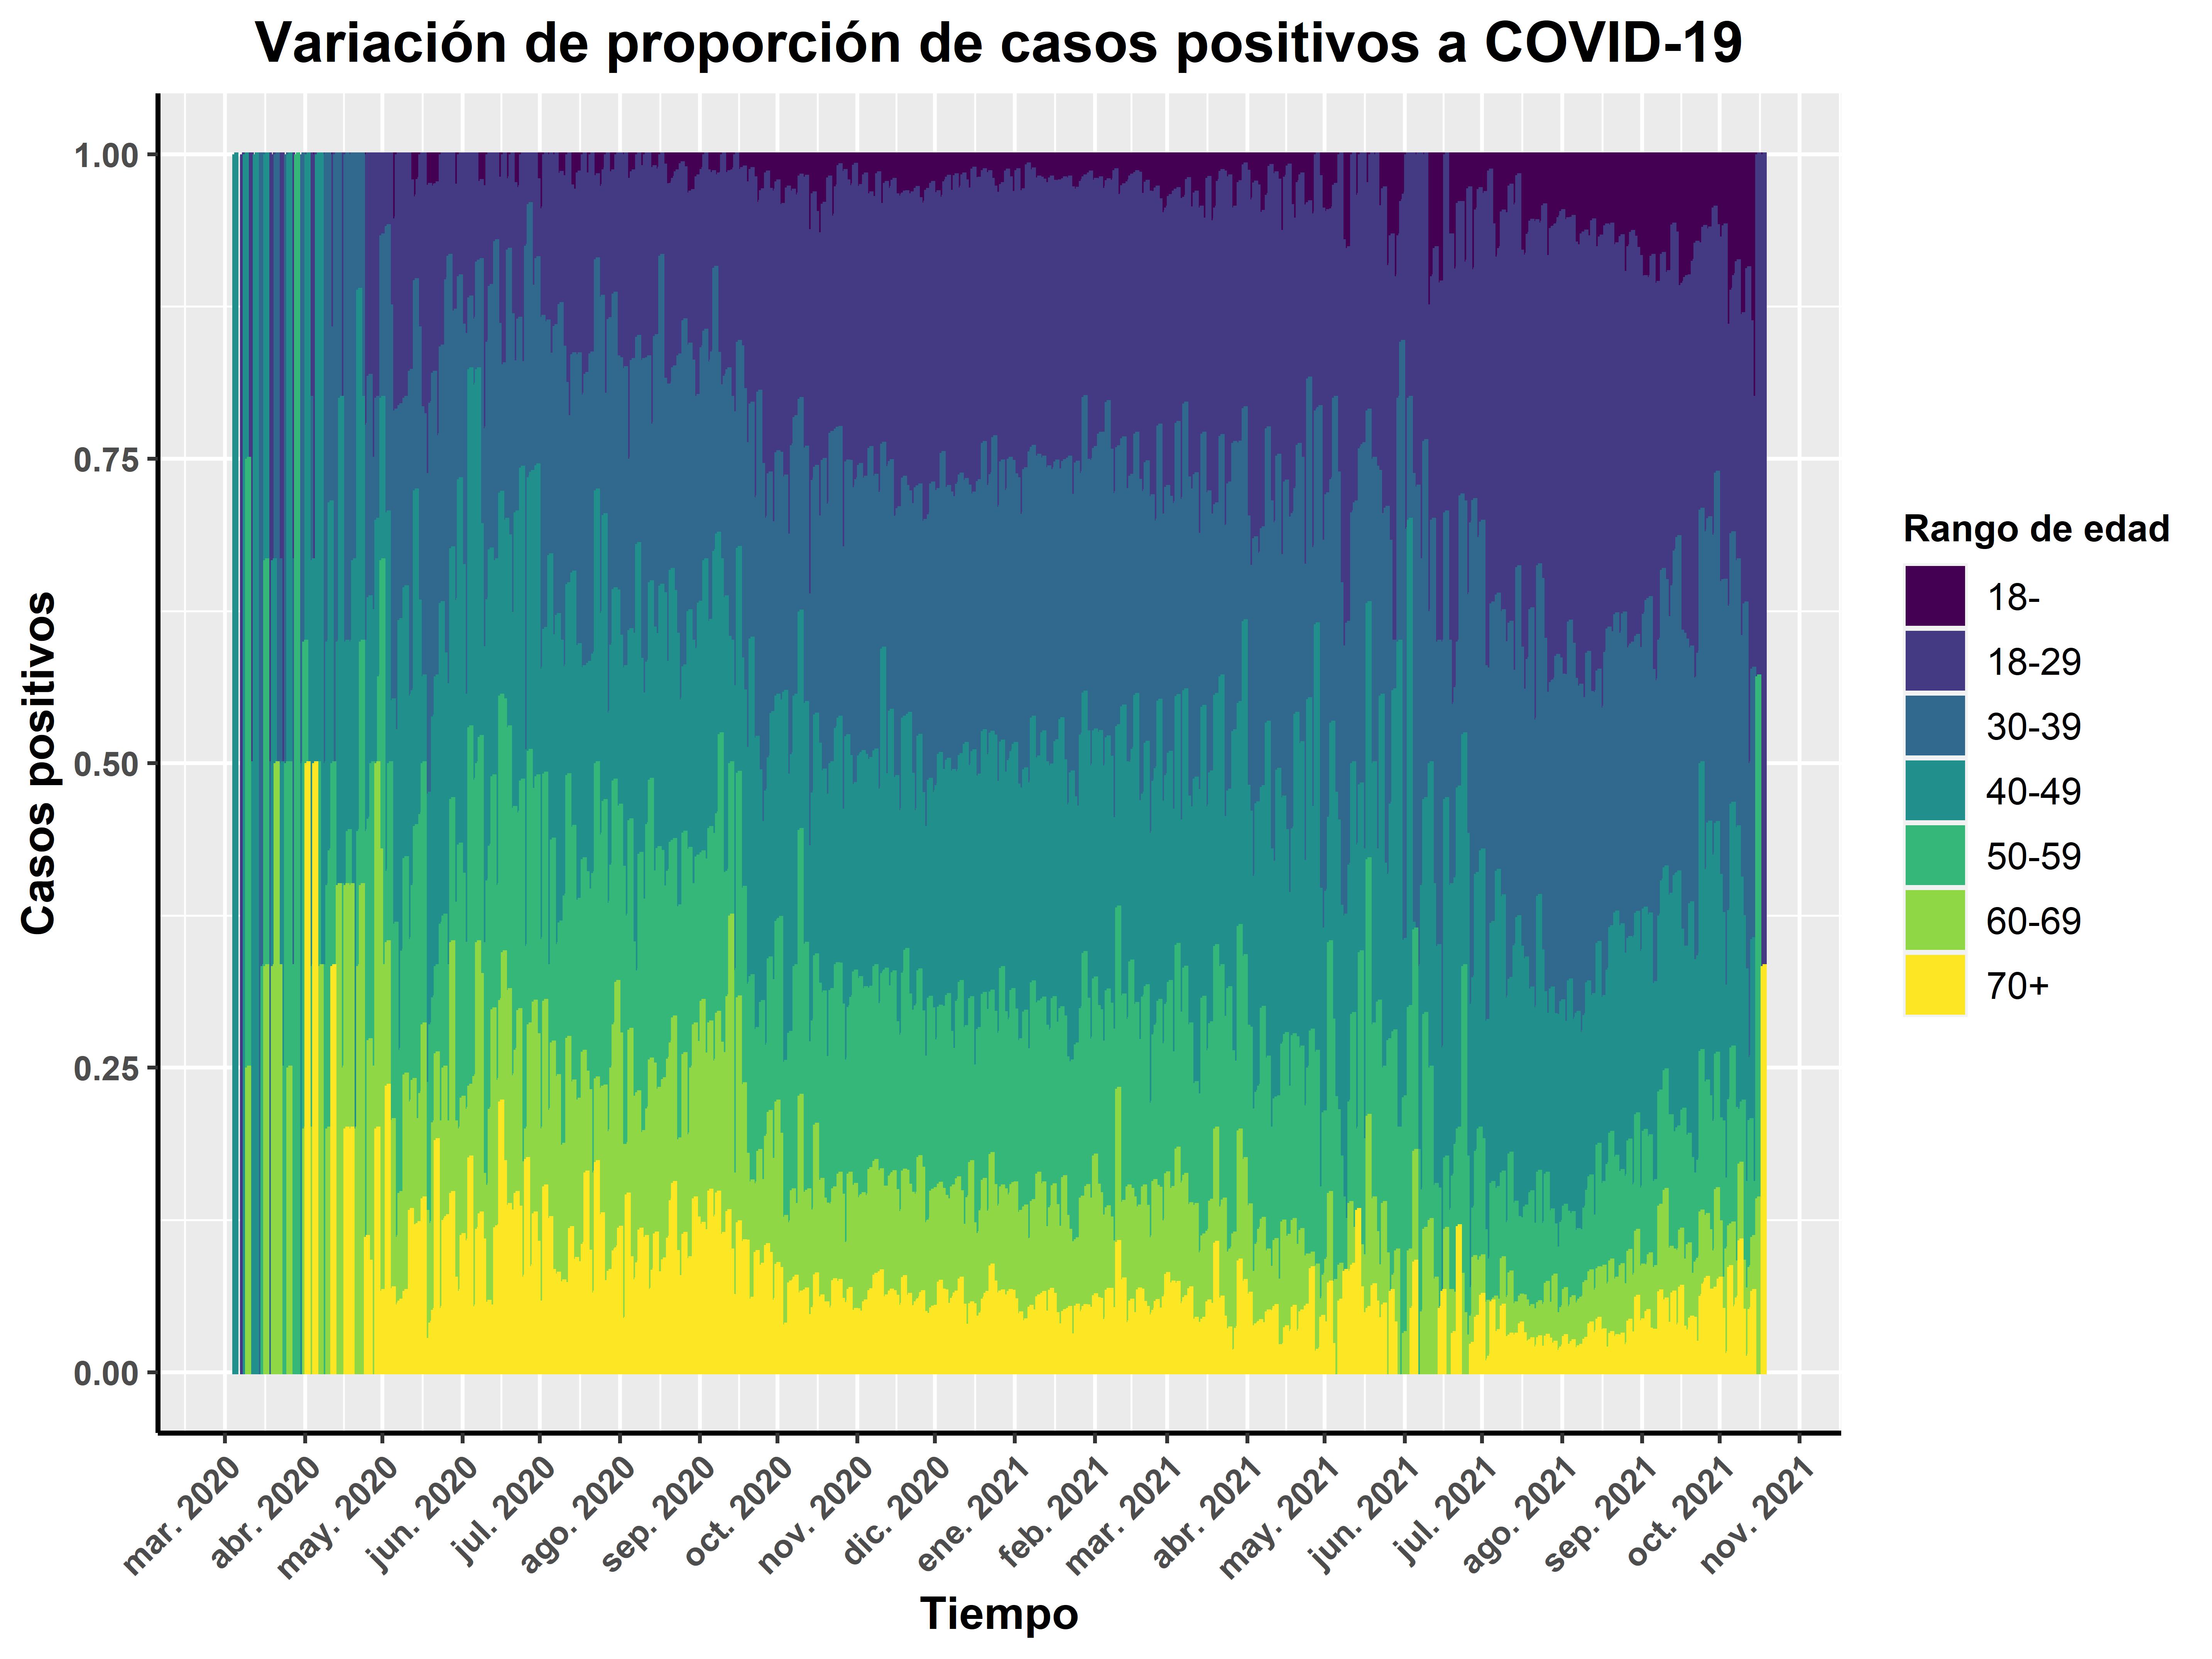 Variación de proporción de casos positivos a COVID-19
Casos positivos
1.00
0.75
0.50
0.25
0.00
mar. 2020
abr. 2020
may. 2020
jun. 2020
jul. 2020
ago. 2020
sep. 2020
oct. 2020
nov. 2020
dic. 2020
ene. 2021
feb. 2021
mar. 2021
abr. 2021
may. 2021
jun. 2021
jul. 2021
ago. 2021
sep. 2021
oct. 2021
nov. 2021
Tiempo
Rango de edad
18-
18-29
30-39
40-49
50-59
60-69
70+